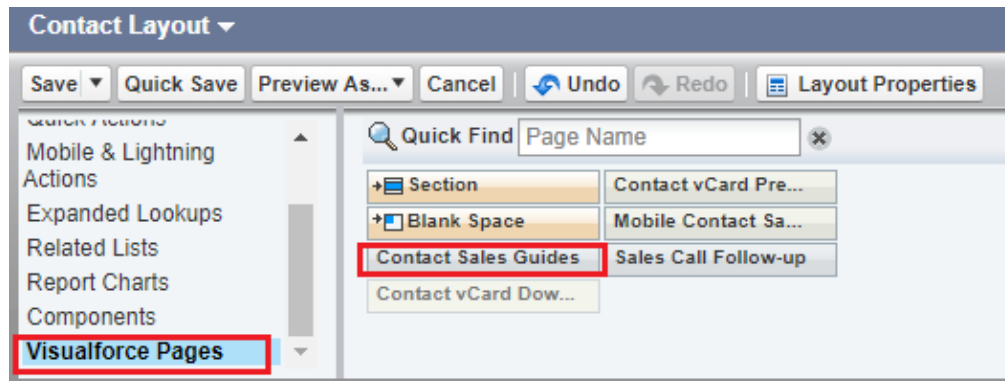 Contact Layout
Save Quick Save Preview As... Cancel Undo Redo Layout Properties
Quick Actions
Mobile & Lightning
Actions
Expanded Lookups
Related Lists
Report Charts
Components
Visualforce Pages
Quick Find Page Name
Section Contact vCard Pre...
Blank Space Mobile Contact Sa...
Contact Sales Guides Sales Call Follow-up
Contact vCard Dow...